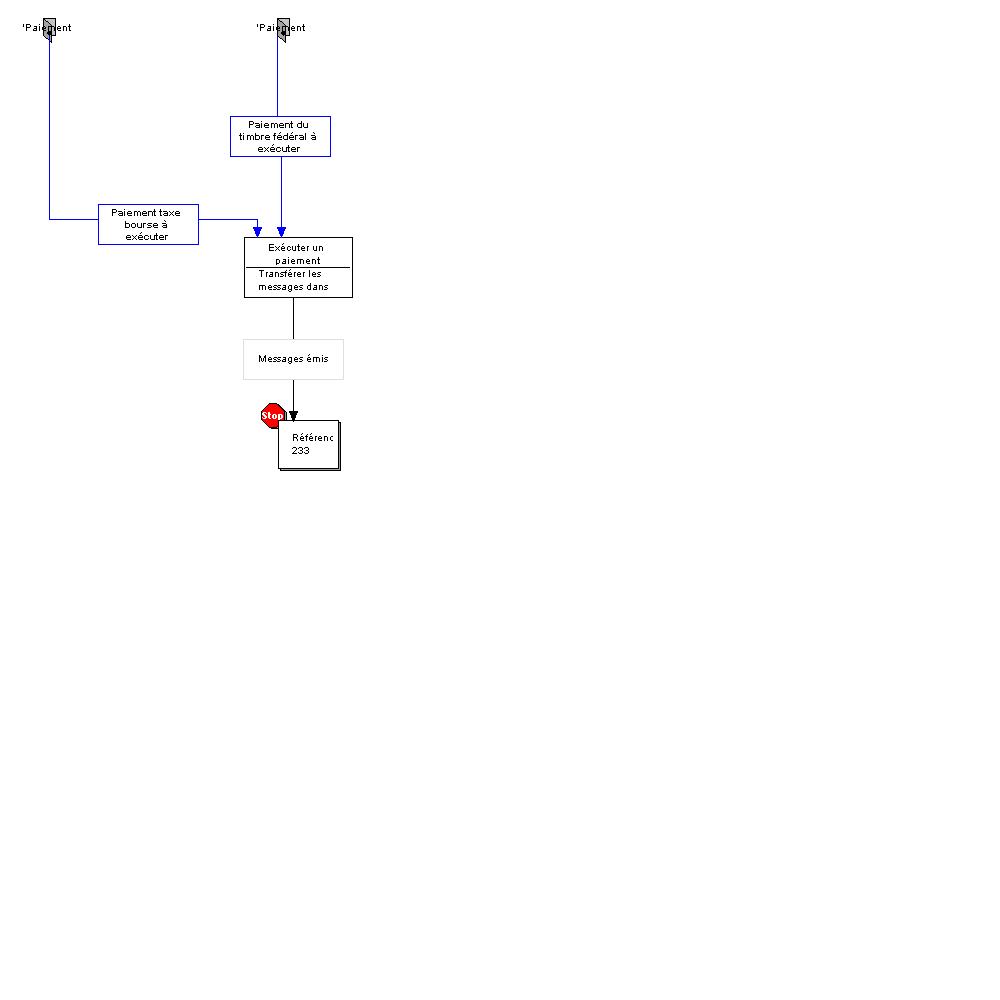 'Paiement
'Paiement
Paiement du
timbre fédéral à
exécuter
Paiement taxe
bourse à
exécuter
Exécuter un
paiement
Transférer les
messages dans
Messages émis
Stop
Référenc
233